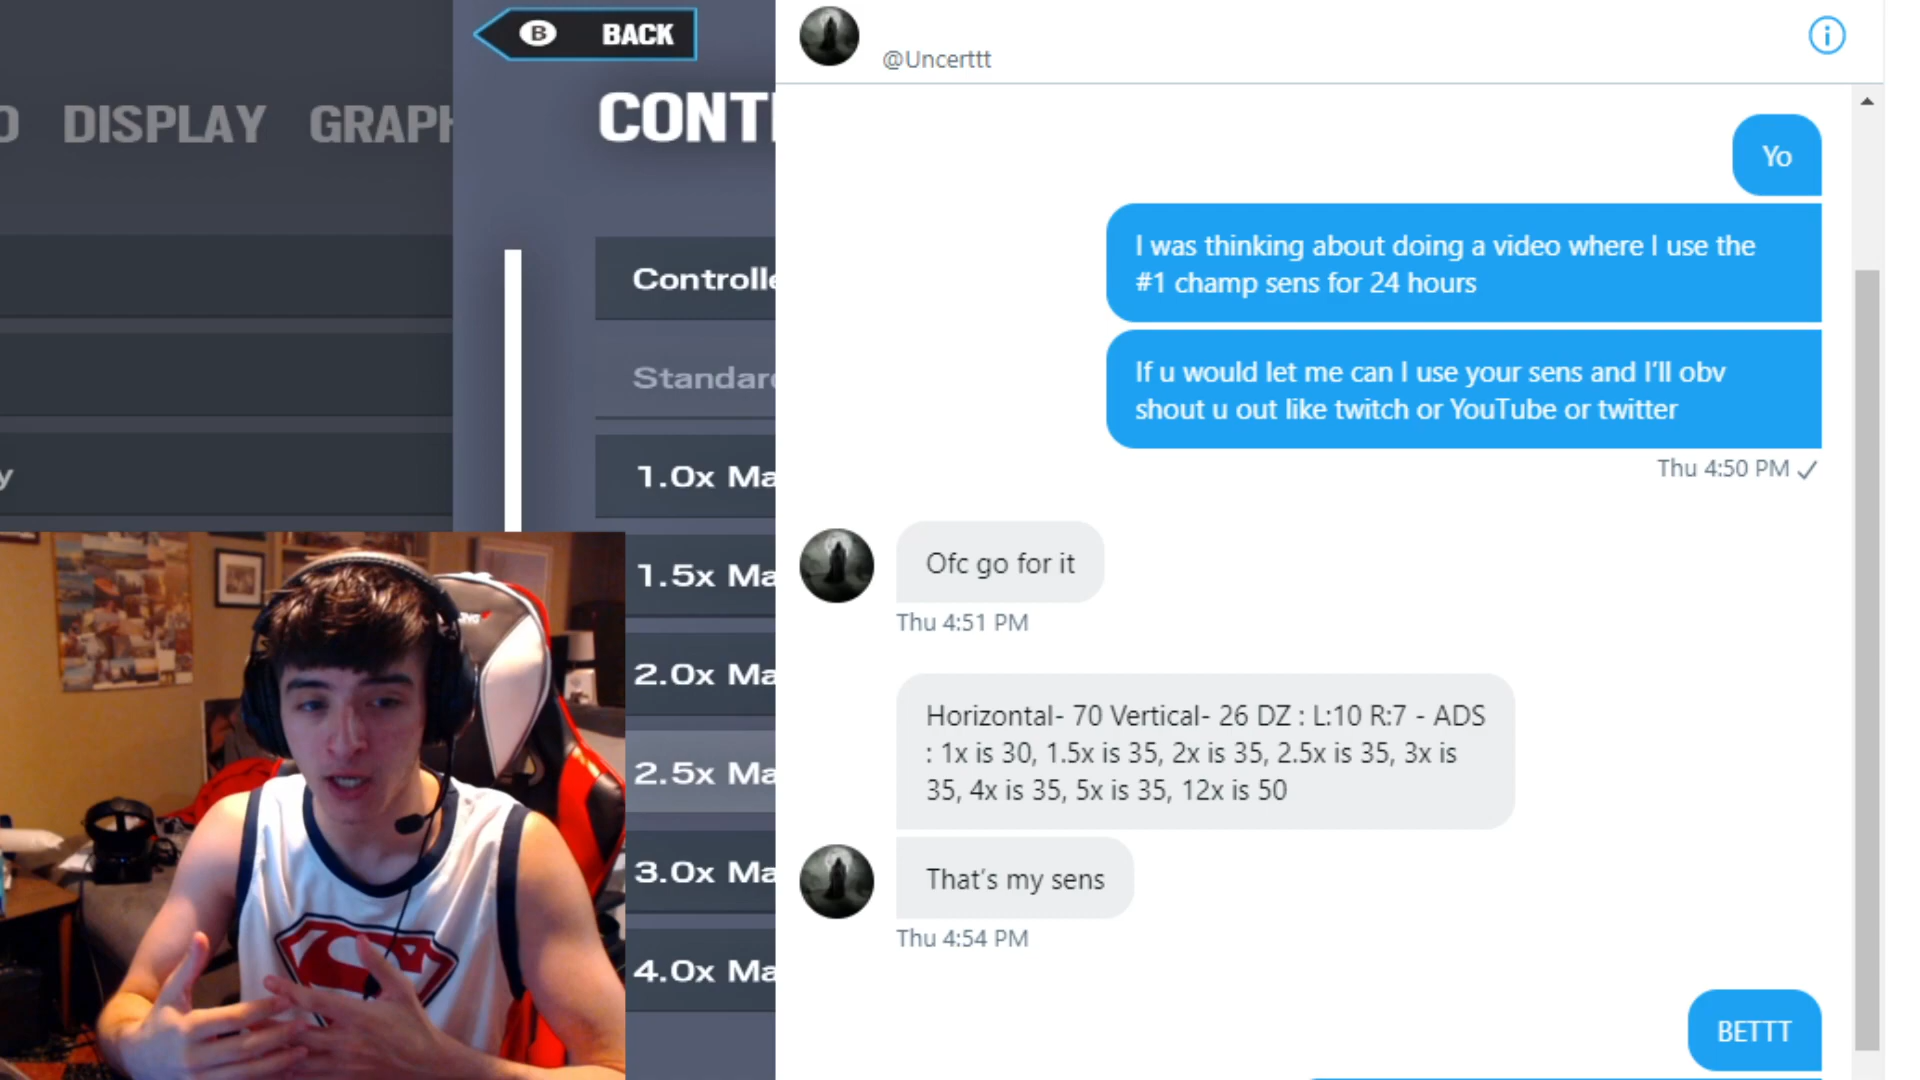 B BACK
DISPLAY GRAPH
CONT
Controlle
Standard
1.0x Ma
1.5x Ma
2.0x Ma
2.5x Ma
3.0x Ma
4.0x Ma
y
@Uncerttt
Yo
I was thinking about doing a video where I use the
#1 champ sens for 24 hours
If u would let me can I use your sens and I'll obv
shout u out like twitch or YouTube or twitter
Thu 4:50 PM
Ofc go for it
Thu 4:51 PM
Horizontal- 70 Vertical- 26 DZ : L:10 R:7 - ADS
: 1x is 30, 1.5x is 35, 2x is 35, 2.5x is 35, 3x is
35, 4x is 35, 5x is 35, 12x is 50
That's my sens
Thu 4:54 PM
BETTT